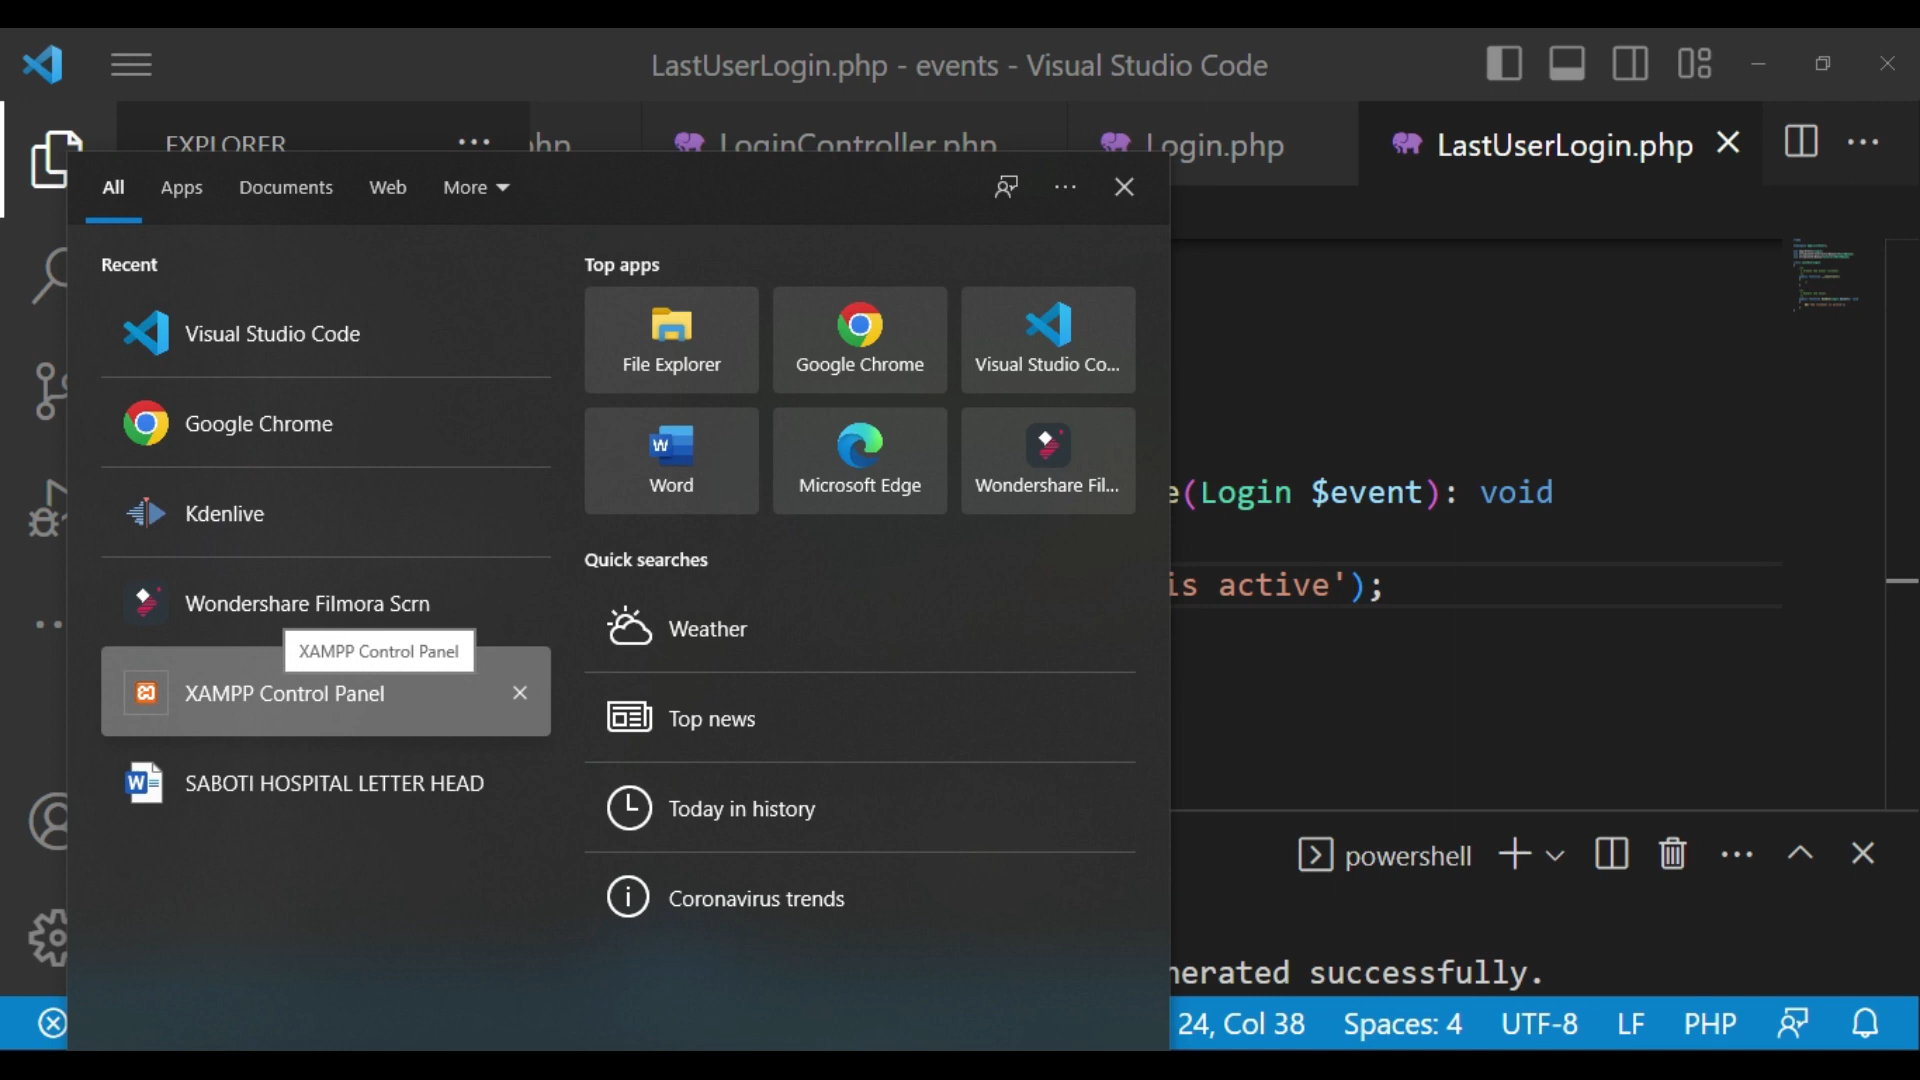 LastUserLogin.php - events - Visual Studio Code
EXPLORER
hp
LoginController.php
Login.php
LastUserLogin.php
All
Apps
Documents
Web
More
Recent
Visual Studio Code
Google Chrome
Kdenlive
Wondershare Filmora Scrn
XAMPP Control Panel
XAMPP Control Panel
SABOTI HOSPITAL LETTER HEAD
Top apps
File Explorer
Google Chrome
Visual Studio Co...
Word
Microsoft Edge
Wondershare Fil...
Quick searches
Weather
Top news
Today in history
Coronavirus trends
e(Login $event): void
is active');
powershell
nerated successfully.
24, Col 38
Spaces: 4
UTF-8
LF
PHP